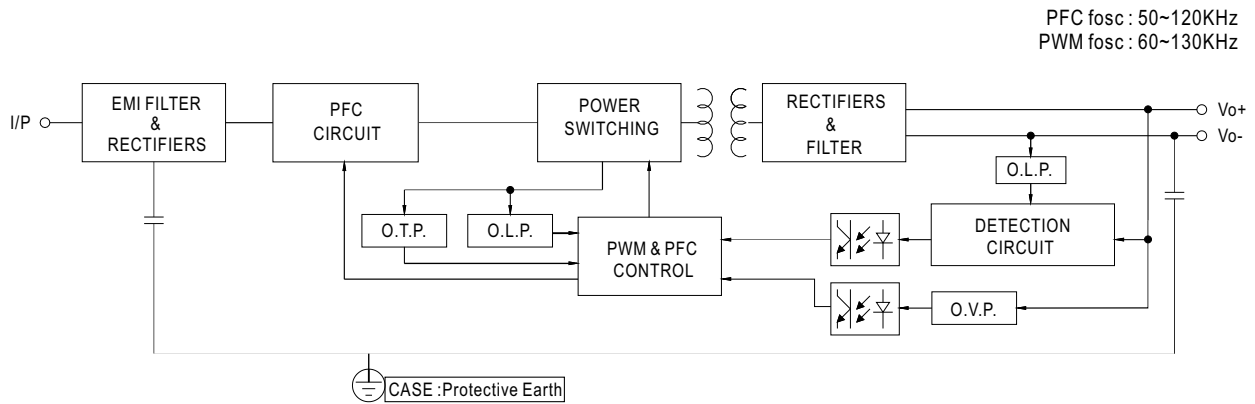 PFC fosc : 50~120KHz
PWM fosc : 60~130KHz
I/P
EMI FILTER
&
RECTIFIERS
PFC
CIRCUIT
POWER
SWITCHING
RECTIFIERS
&
FILTER
Vo+
Vo-
O.L.P.
O.T.P.
O.L.P.
PWM & PFC
CONTROL
DETECTION
CIRCUIT
O.V.P.
CASE :Protective Earth